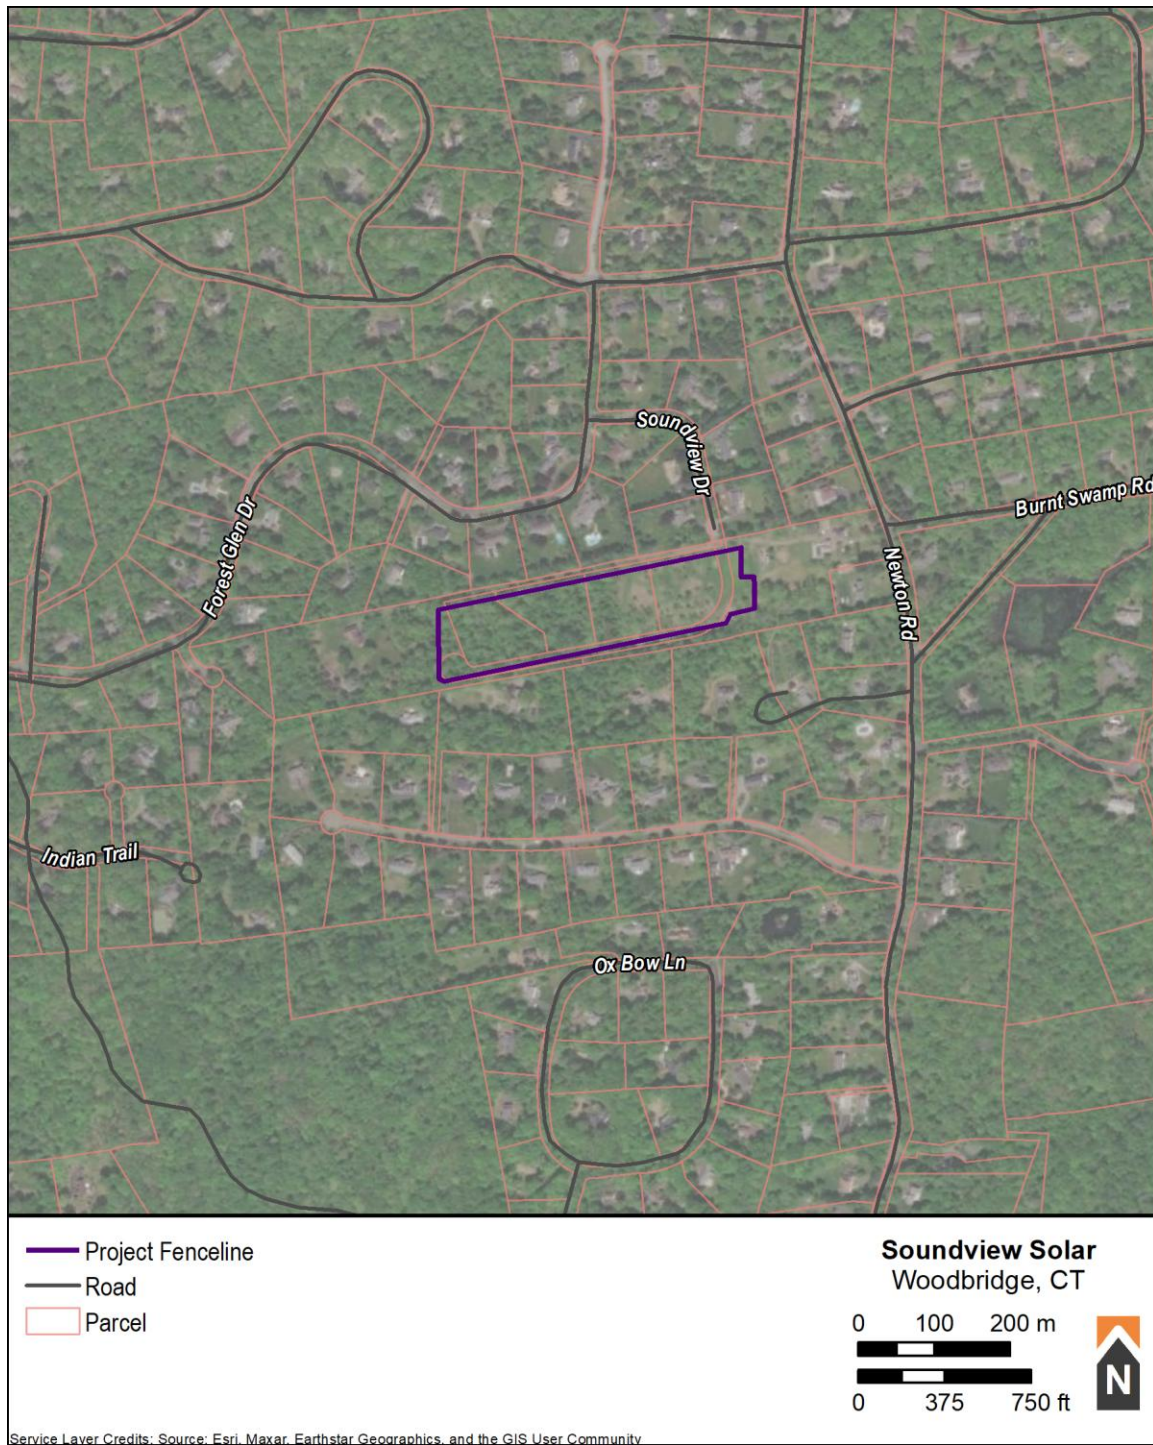 Soundview Dr
Burnt Swamp Rd
Forest Glen Dr
Newton Rd
Indian Trail
Ox Bow Ln
Project Fenceline
Road
Parcel
Soundview Solar
Woodbridge, CT
0 100 200 m
0 375 750 ft
N
Service Layer Credits: Source: Esri, Maxar, Earthstar Geographics, and the GIS User Community